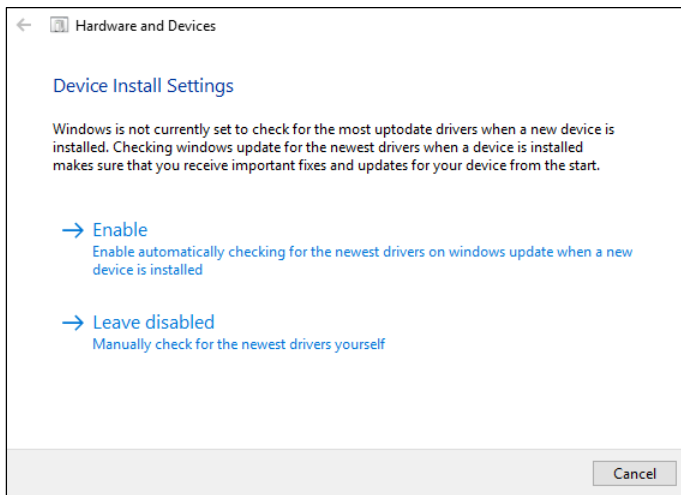 Hardware and Devices
Device Install Settings
Windows is not currently set to check for the most uptodate drivers when a new device is
installed. Checking windows update for the newest drivers when a device is installed
makes sure that you receive important fixes and updates for your device from the start.
Enable
Enable automatically checking for the newest drivers on windows update when a new
device is installed
Leave disabled
Manually check for the newest drivers yourself
Cancel